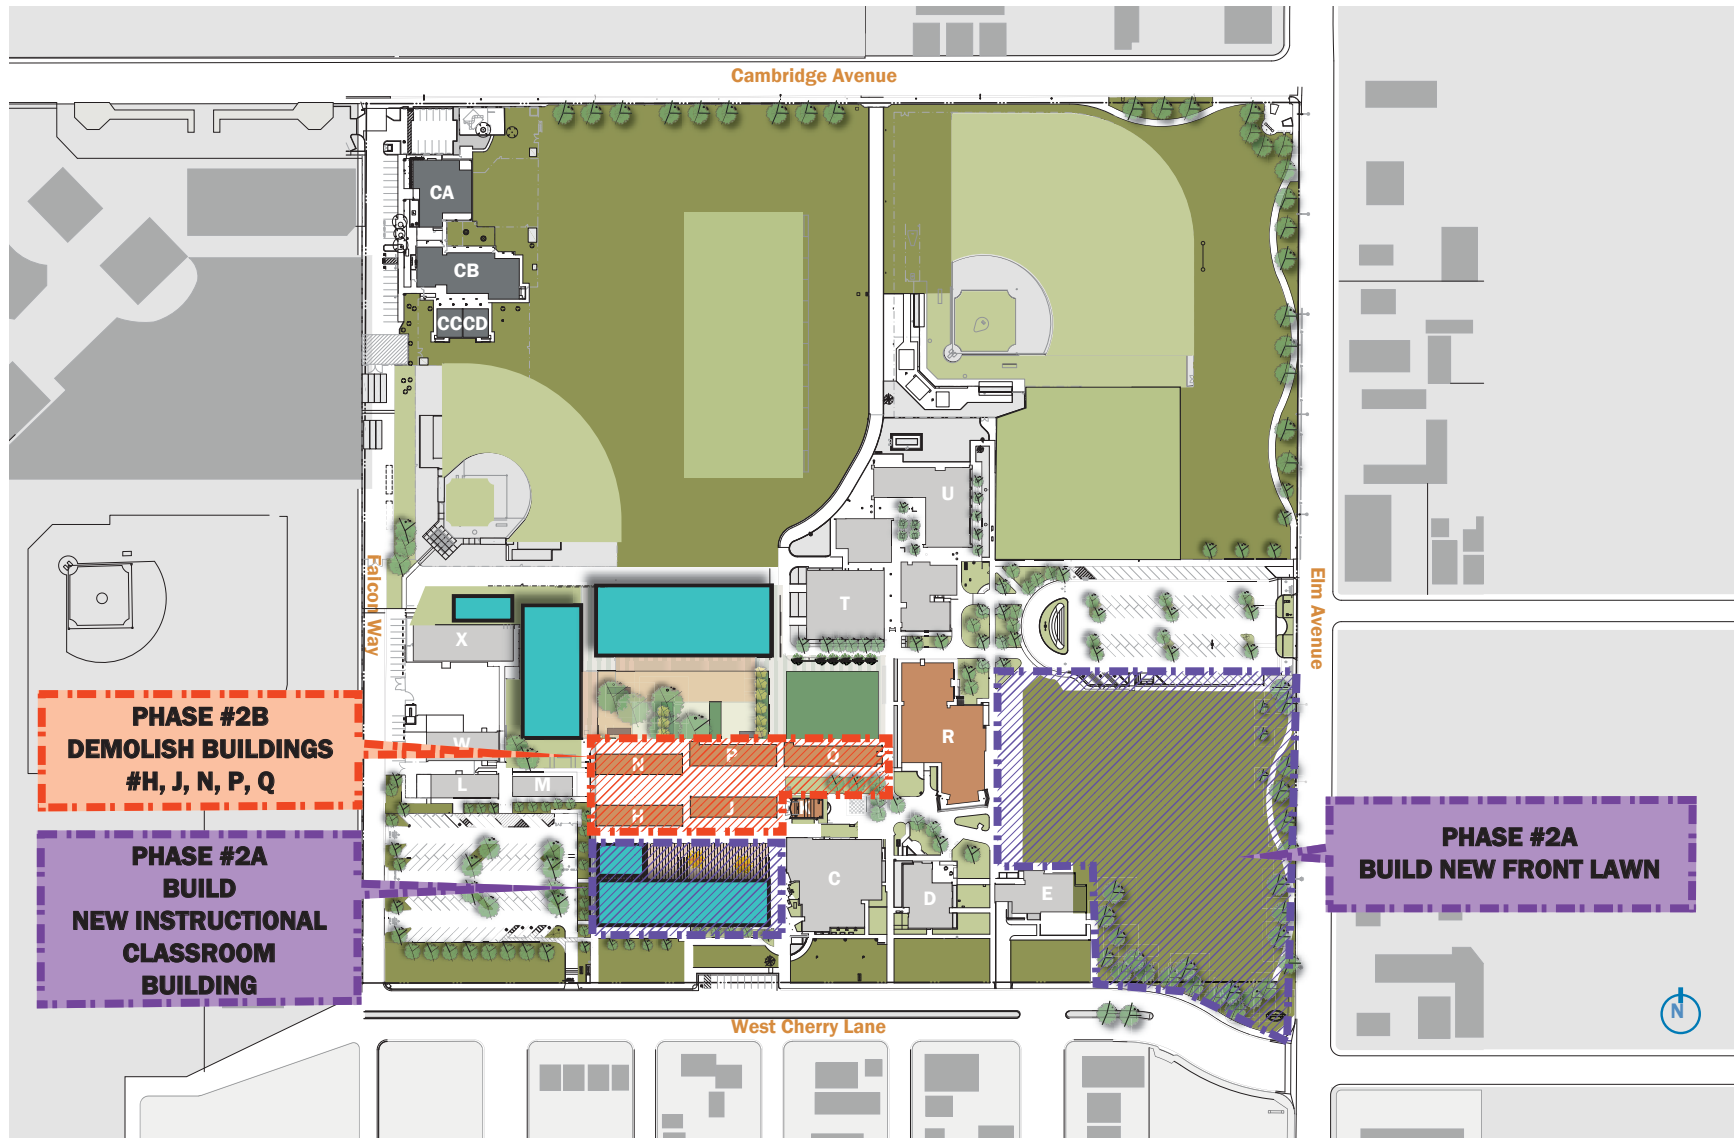 Cambridge Avenue
CA
CB
CCCD
U
Falcon Way
T
Elm Avenue
X
PHASE #2B
DEMOLISH BUILDINGS
#H, J, N, P, Q
W
N
P
Q
R
L
M
H
J
PHASE #2A
BUILD
NEW INSTRUCTIONAL
CLASSROOM
BUILDING
C
D
E
PHASE #2A
BUILD NEW FRONT LAWN
N
West Cherry Lane